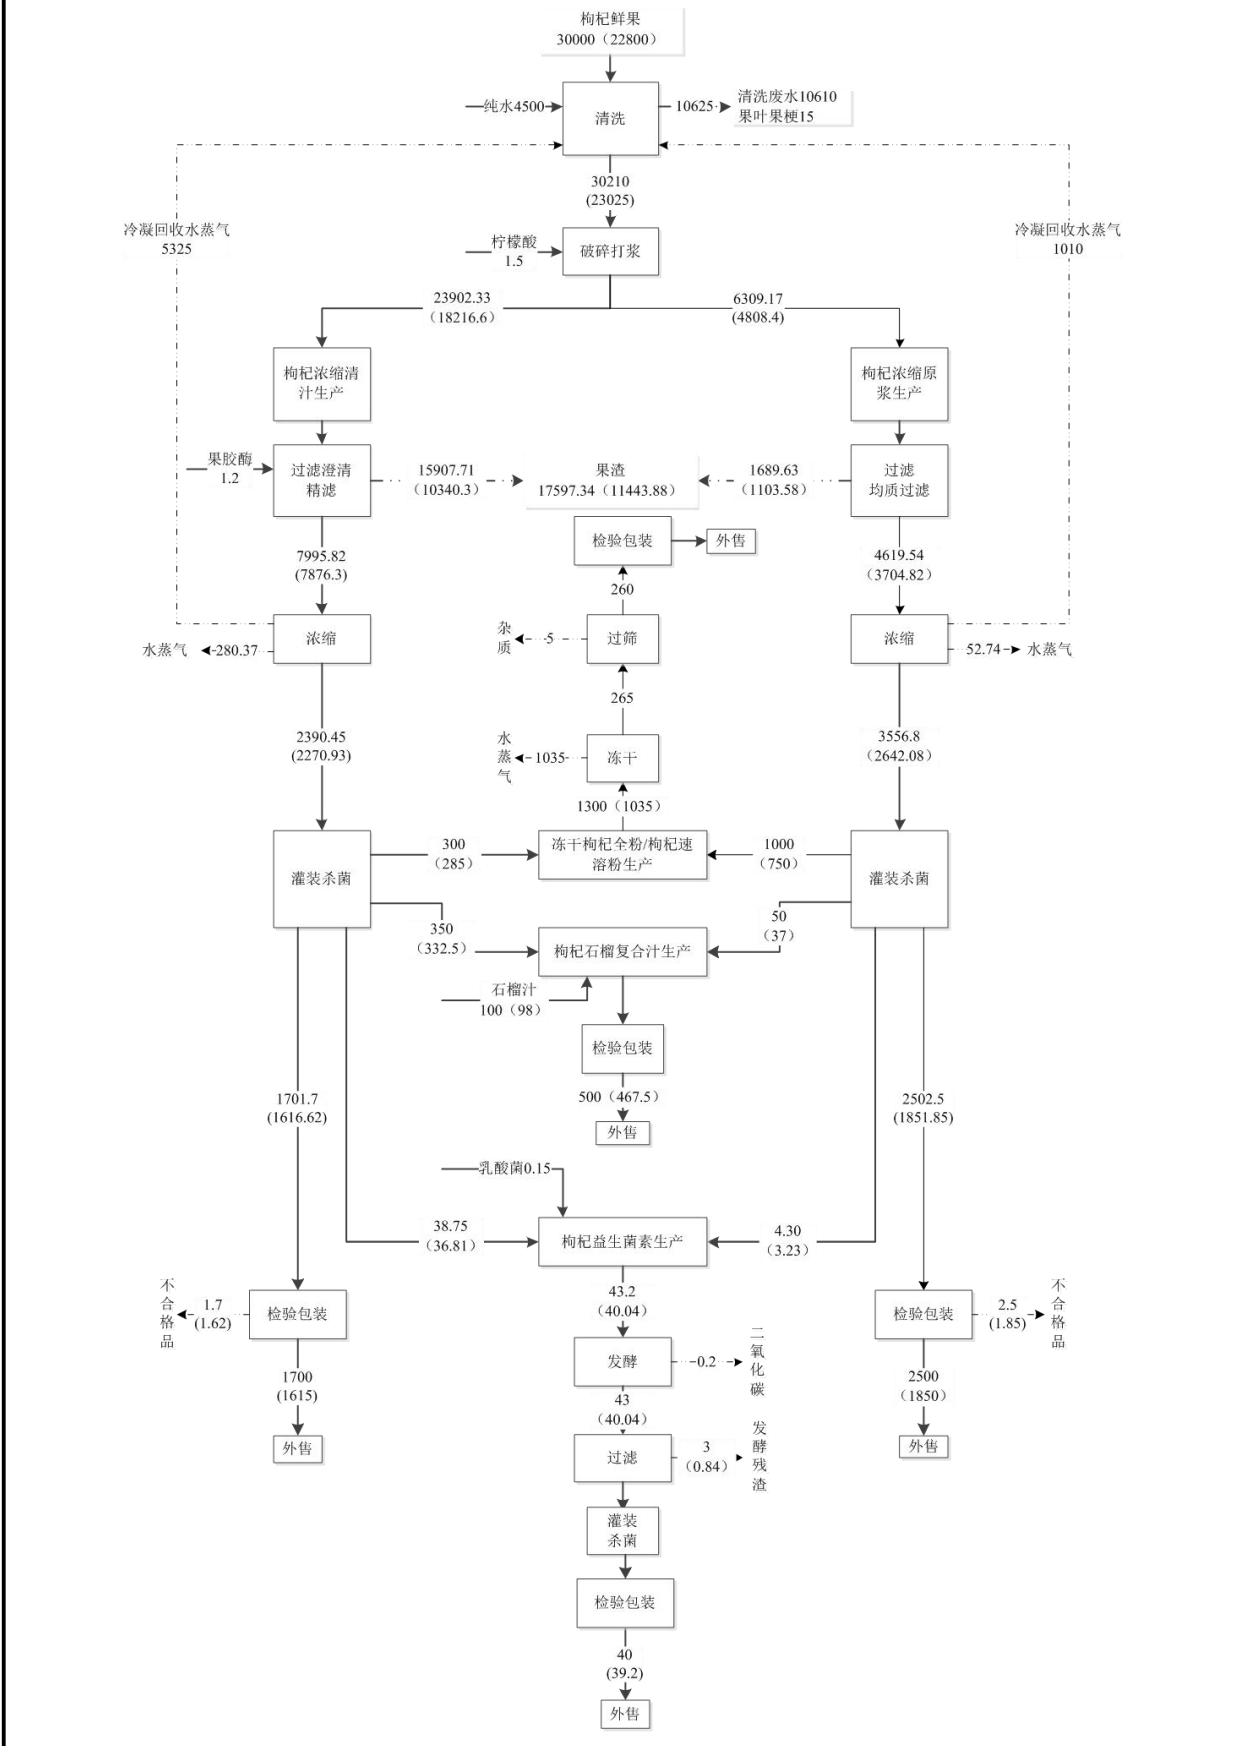 枸杞鲜果
30000（22800）
纯水4500
清洗
10625
清洗废水10610
果叶果梗15
30210
(23025)
冷凝回收水蒸气
5325
冷凝回收水蒸气
1010
柠檬酸
1.5
破碎打浆
23902.33
（18216.6）
6309.17
(4808.4)
枸杞浓缩清
汁生产
枸杞浓缩原
浆生产
果胶酶
1.2
过滤澄清
精滤
15907.71
（10340.3）
果渣
17597.34（11443.88）
1689.63
（1103.58）
过滤
均质过滤
检验包装
外售
7995.82
(7876.3)
4619.54
（3704.82）
260
浓缩
水蒸气
280.37
杂
质
5
过筛
浓缩
52.74
水蒸气
265
2390.45
(2270.93)
3556.8
（2642.08）
水
蒸
气
1035
冻干
1300（1035）
灌装杀菌
300
（285）
冻干枸杞全粉/枸杞速
溶粉生产
1000
（750）
灌装杀菌
350
（332.5）
枸杞石榴复合汁生产
50
（37）
石榴汁
100（98）
检验包装
500（467.5）
外售
1701.7
(1616.62)
2502.5
(1851.85)
乳酸菌0.15
38.75
（36.81）
枸杞益生菌素生产
4.30
（3.23）
43.2
（40.04）
不
合
格
品
1.7
(1.62)
检验包装
检验包装
2.5
(1.85)
不
合
格
品
发酵
0.2
二
氧
化
碳
1700
(1615)
2500
（1850）
43
（40.04）
外售
外售
过滤
3
（0.84）
发
酵
残
渣
灌装
杀菌
检验包装
40
(39.2)
外售